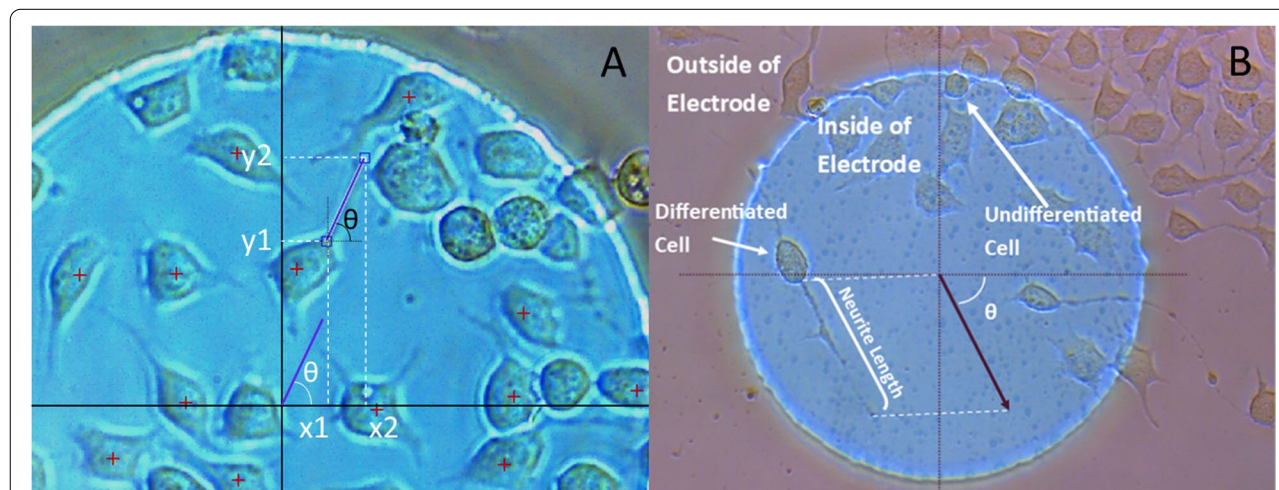 A
y2
θ
y1
θ
x1
x2
B
Outside of
Electrode
Inside of
Electrode
Differentiated
Cell
Undifferentiated
Cell
θ
Neurite Length